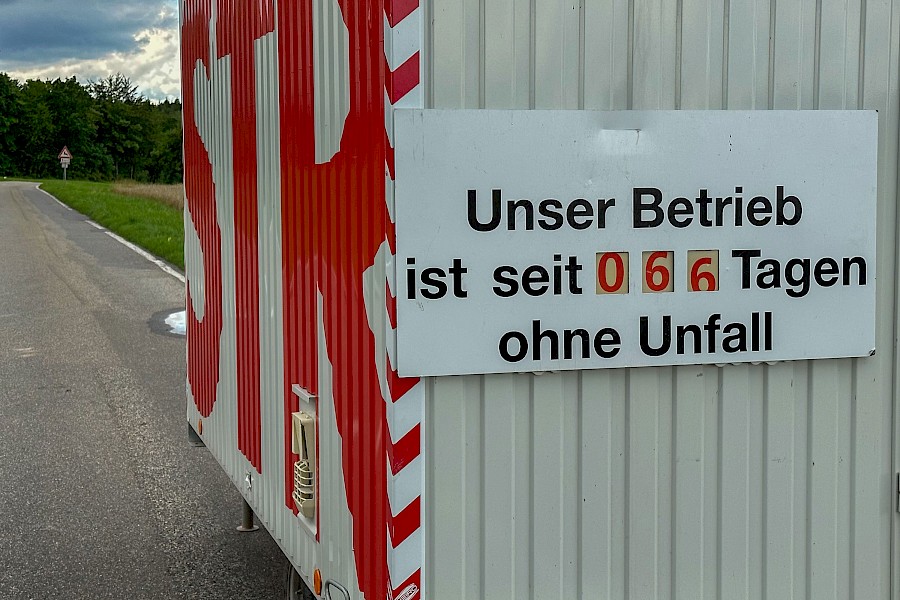 Unser Betrieb
ist seit 066 Tagen
ohne Unfall